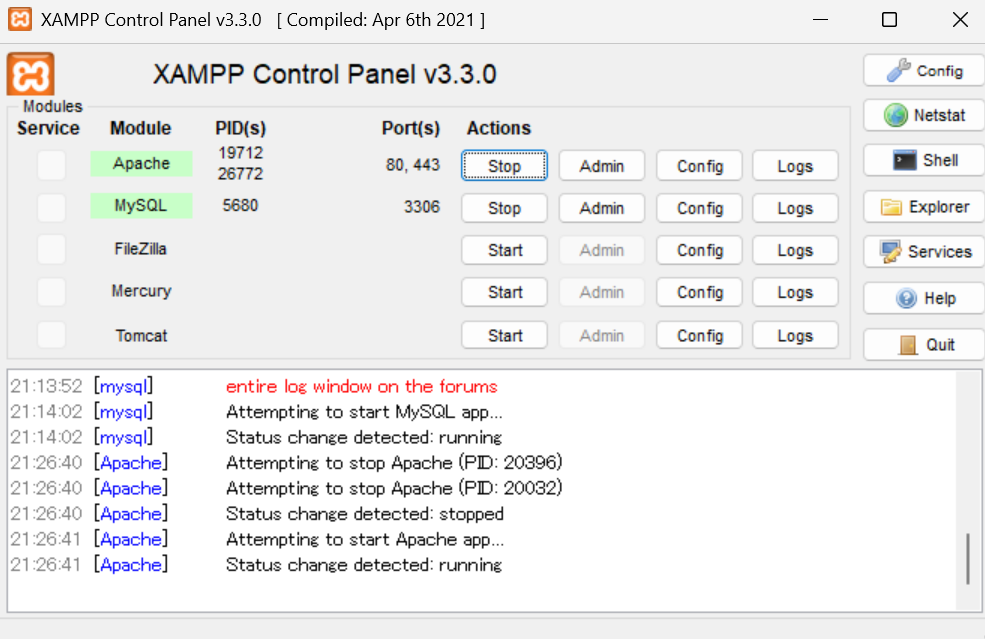 XAMPP Control Panel v3.3.0 [ Compiled: Apr 6th 2021 ]
XAMPP Control Panel v3.3.0
Config
Modules
Service Module PID(s) Port(s) Actions
Netstat
Apache 19712 26772 80, 443 Stop Admin Config Logs
Shell
MySQL 5680 3306 Stop Admin Config Logs
Explorer
FileZilla Start Admin Config Logs
Services
Mercury Start Admin Config Logs
Help
Tomcat Start Admin Config Logs
Quit
21:13:52 [mysql] entire log window on the forums
21:14:02 [mysql] Attempting to start MySQL app...
21:14:02 [mysql] Status change detected: running
21:26:40 [Apache] Attempting to stop Apache (PID: 20396)
21:26:40 [Apache] Attempting to stop Apache (PID: 20032)
21:26:40 [Apache] Status change detected: stopped
21:26:41 [Apache] Attempting to start Apache app...
21:26:41 [Apache] Status change detected: running